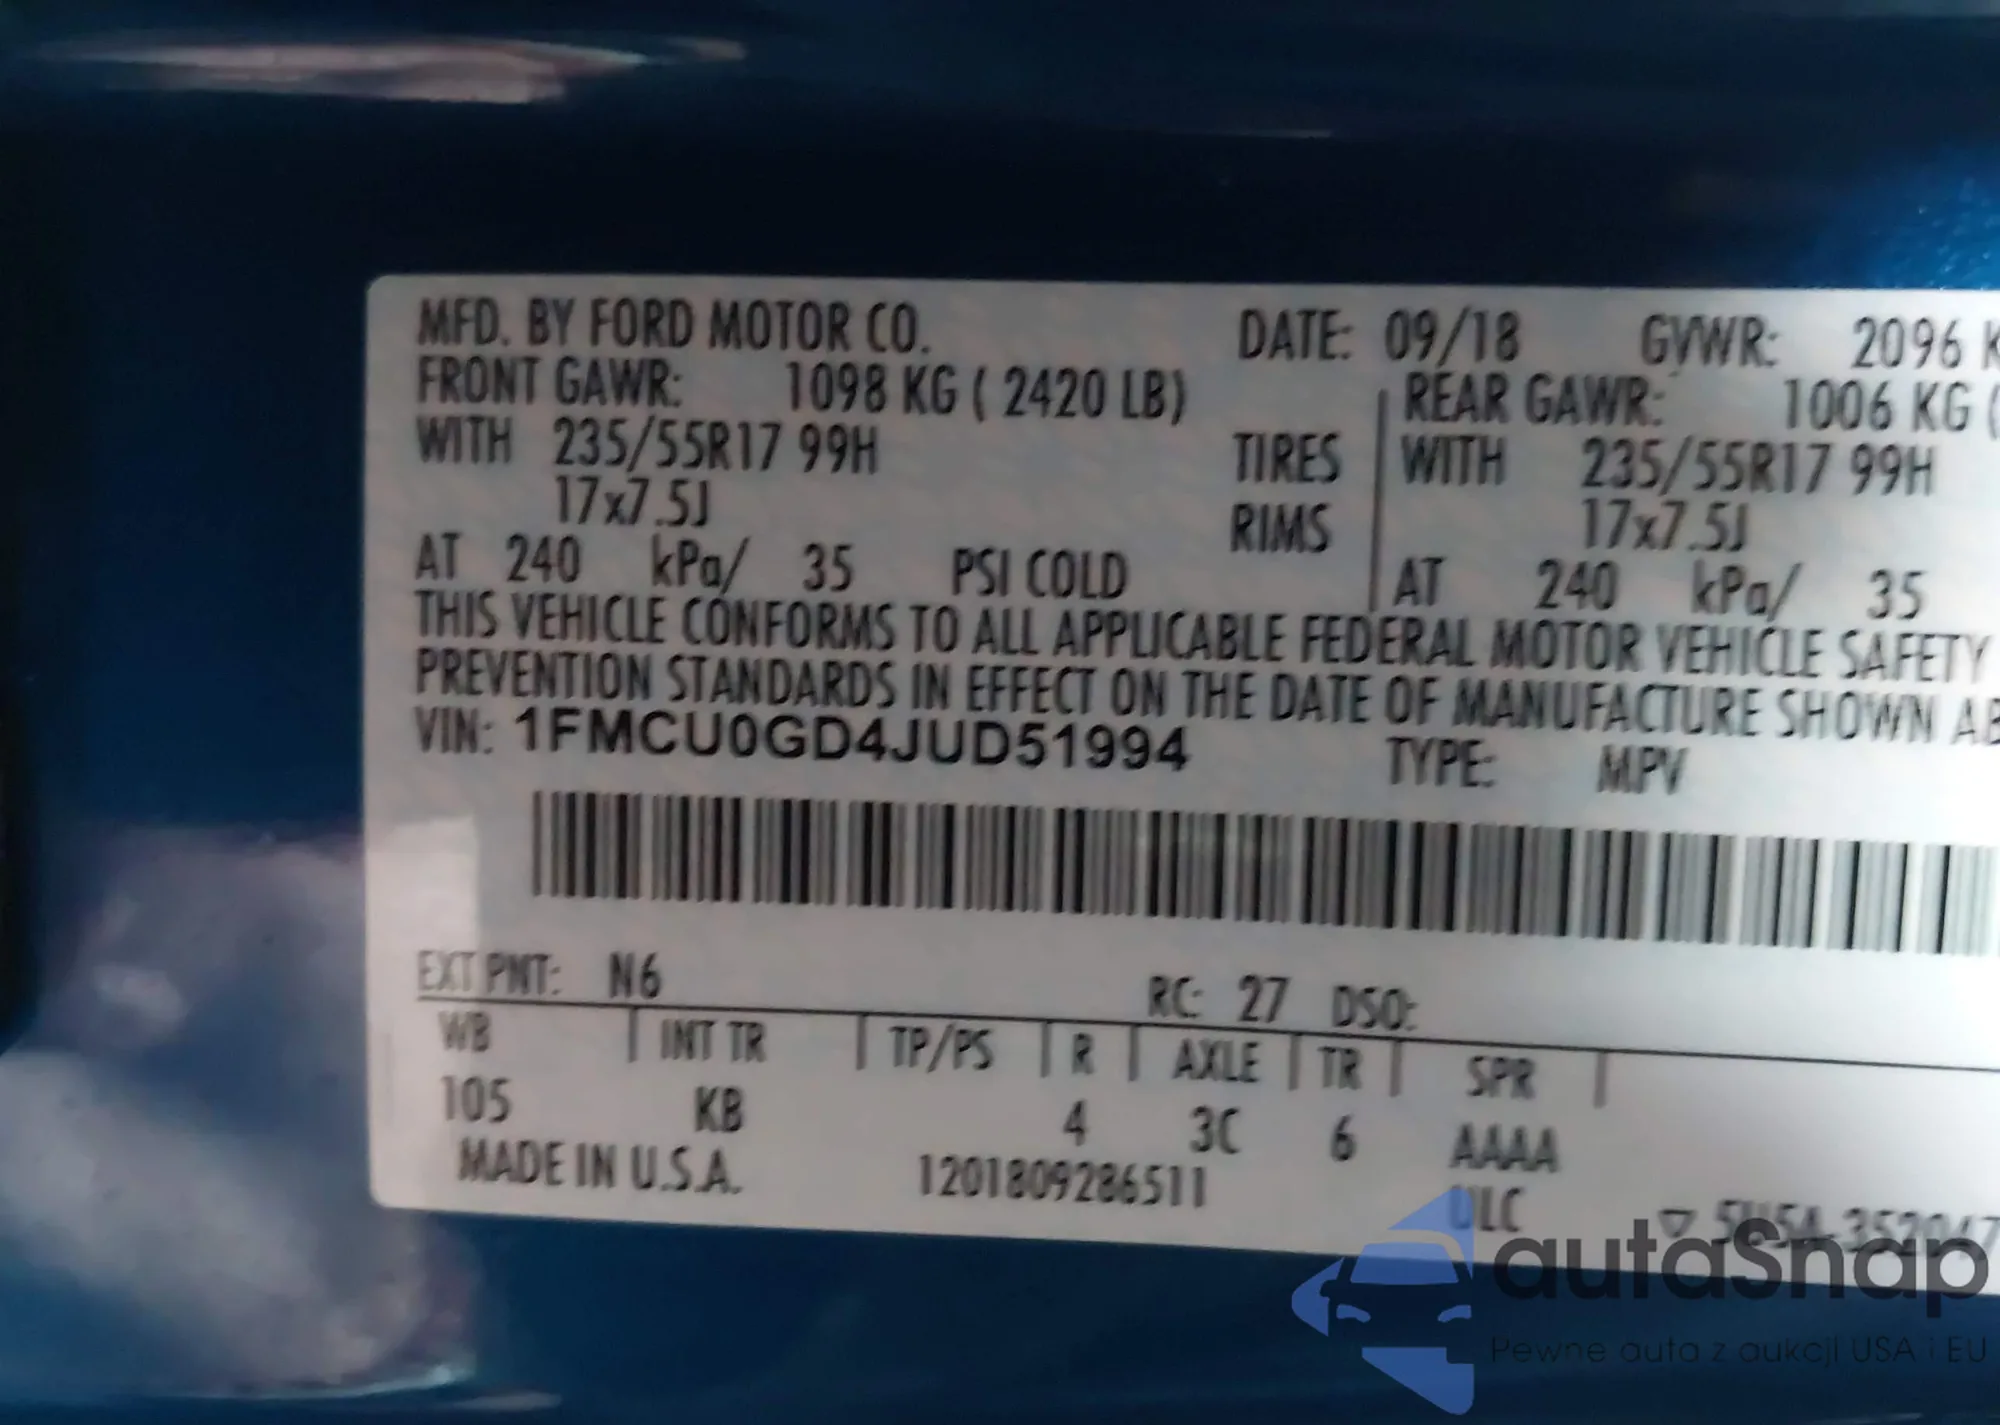 MFD. BY FORD MOTOR CO. DATE: 09/18 GVWR: 2096 K
FRONT GAWR: 1098 KG ( 2420 LB) REAR GAWR: 1006 KG (
WITH 235/55R17 99H TIRES WITH 235/55R17 99H
17x7.5J RIMS 17x7.5J
AT 240 kPa/ 35 PSI COLD AT 240 kPa/ 35
THIS VEHICLE CONFORMS TO ALL APPLICABLE FEDERAL MOTOR VEHICLE SAFETY
PREVENTION STANDARDS IN EFFECT ON THE DATE OF MANUFACTURE SHOWN AB
VIN: 1FMCU0GD4JUD51994 TYPE: MPV
EXT PNT: N6 RC: 27 DSO:
WB INT TR TP/PS R AXLE TR SPR
105 KB 4 3C 6 AAAA
MADE IN U.S.A. 1201809286511 ULC
autaSnap
Pewne auta z aukcji USA i EU